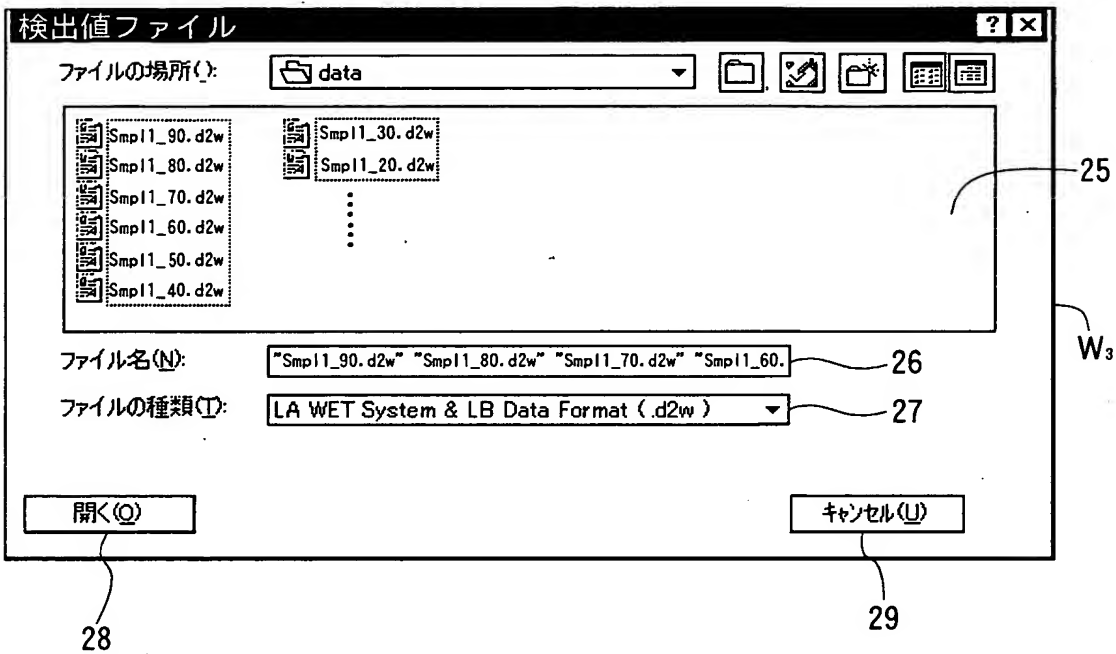 検出値ファイル ? ×
ファイルの場所(I): data
Smpl1_90.d2w Smpl1_30.d2w
Smpl1_80.d2w Smpl1_20.d2w
Smpl1_70.d2w
Smpl1_60.d2w
Smpl1_50.d2w
Smpl1_40.d2w
25
W3
ファイル名(N): "Smpl1_90.d2w" "Smpl1_80.d2w" "Smpl1_70.d2w" "Smpl1_60. 26
ファイルの種類(T): LA WET System & LB Data Format ( .d2w ) 27
開く(O) キャンセル(U)
28 29